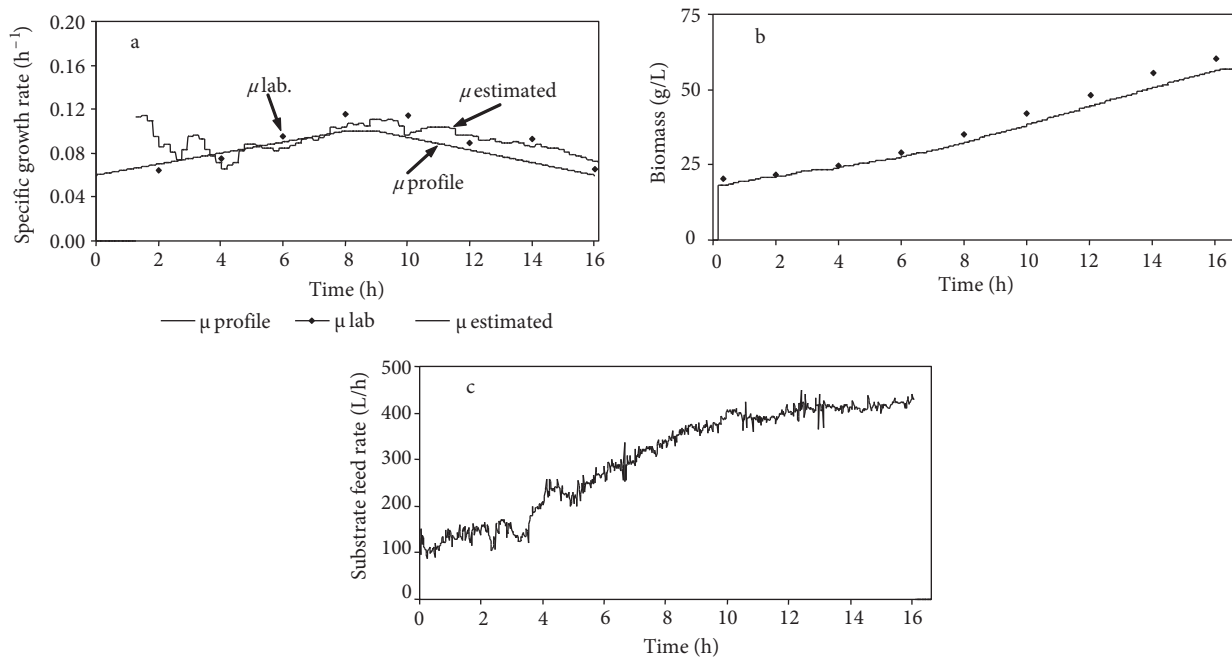 0.20
0.16
0.12
0.08
0.04
0.00
Specific growth rate (h⁻¹)
a
μ lab.
μ estimated
μ profile
0 2 4 6 8 10 12 14 16
Time (h)
μ profile μ lab μ estimated
75
50
25
0
Biomass (g/L)
b
0 2 4 6 8 10 12 14 16
Time (h)
500
400
300
200
100
0
Substrate feed rate (L/h)
c
0 2 4 6 8 10 12 14 16
Time (h)